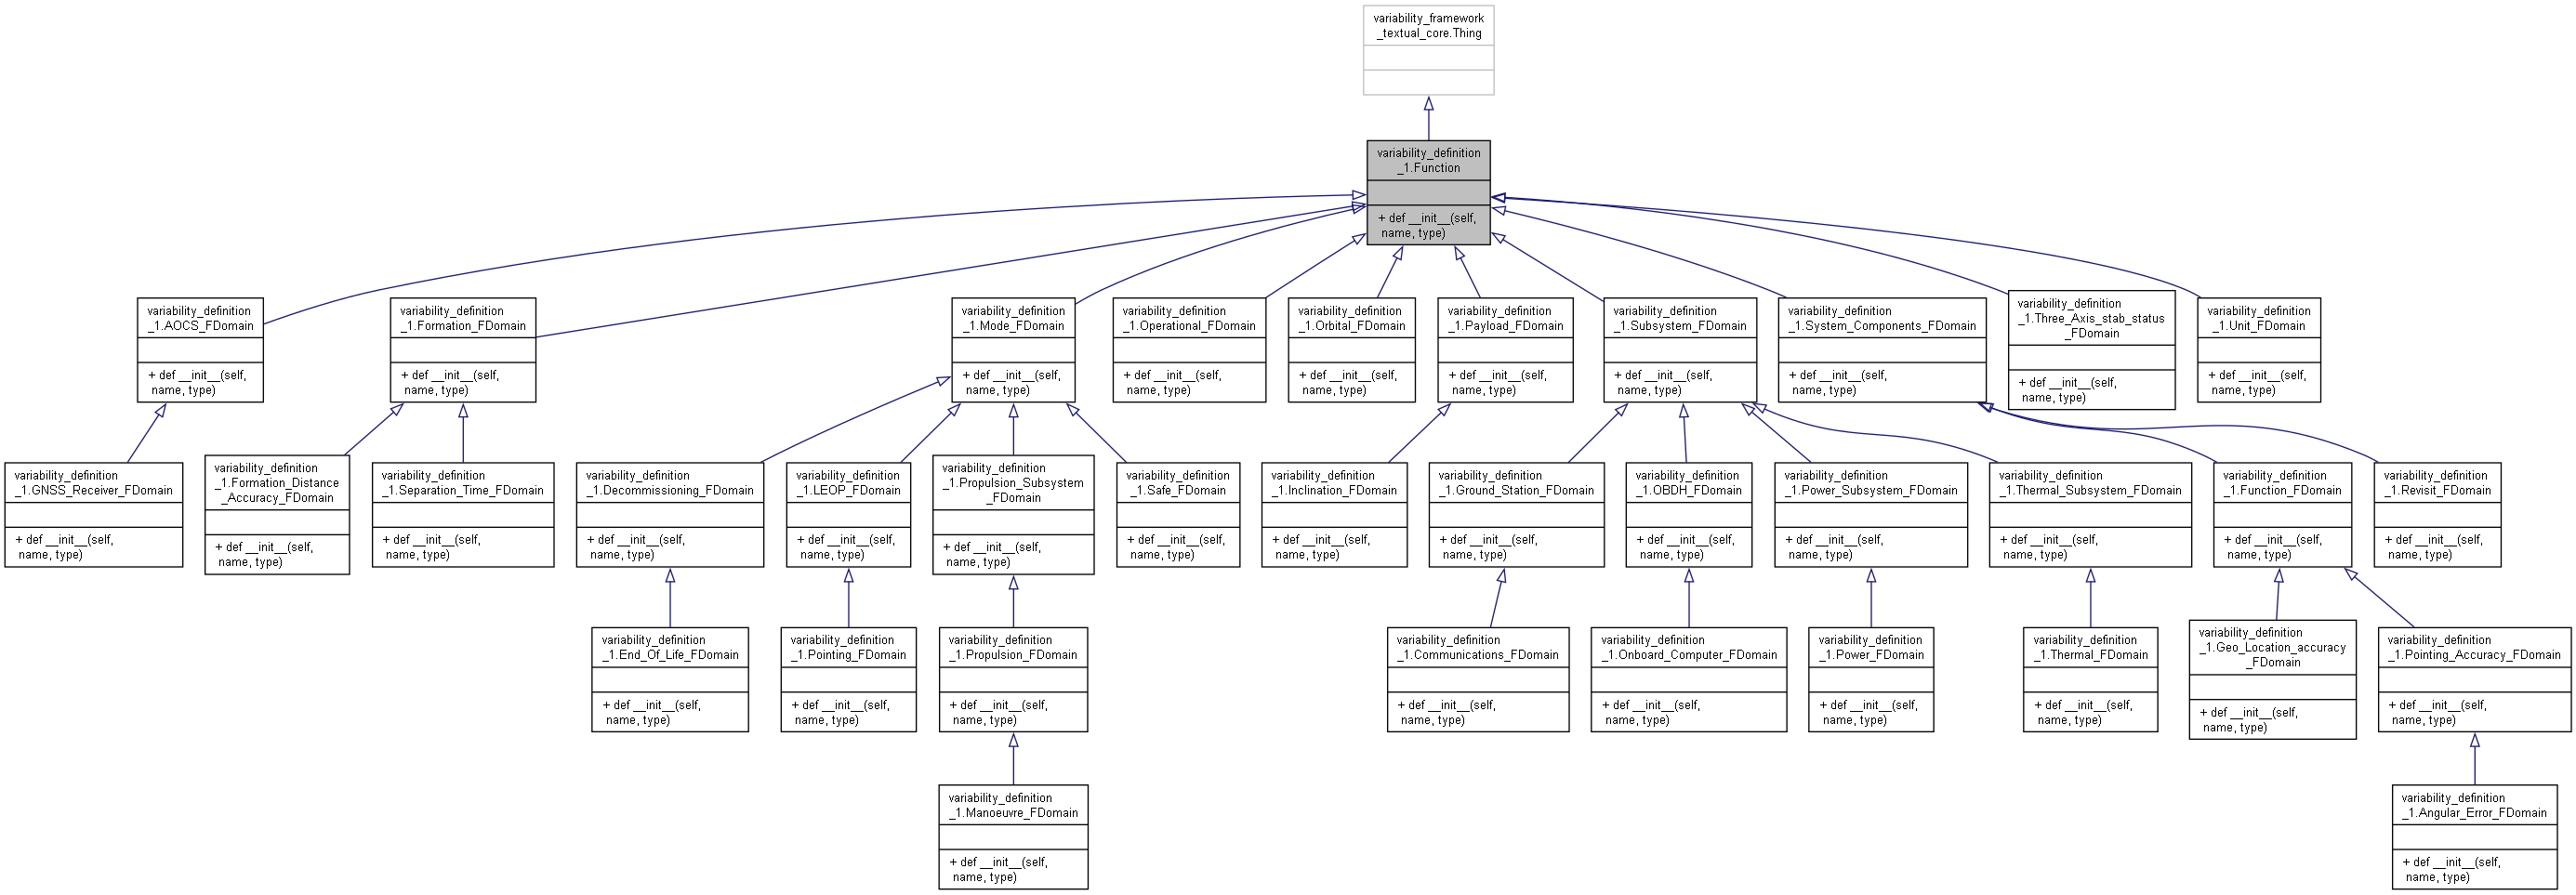 variability_framework
_textual_core.Thing
variability_definition
_1.Function
+ def __init__(self,
name, type)
variability_definition
_1.AOCS_FDomain
+ def __init__(self,
name, type)
variability_definition
_1.Formation_FDomain
+ def __init__(self,
name, type)
variability_definition
_1.Mode_FDomain
+ def __init__(self,
name, type)
variability_definition
_1.Operational_FDomain
+ def __init__(self,
name, type)
variability_definition
_1.Orbital_FDomain
+ def __init__(self,
name, type)
variability_definition
_1.Payload_FDomain
+ def __init__(self,
name, type)
variability_definition
_1.Subsystem_FDomain
+ def __init__(self,
name, type)
variability_definition
_1.System_Components_FDomain
+ def __init__(self,
name, type)
variability_definition
_1.Three_Axis_stab_status
_FDomain
+ def __init__(self,
name, type)
variability_definition
_1.Unit_FDomain
+ def __init__(self,
name, type)
variability_definition
_1.GNSS_Receiver_FDomain
+ def __init__(self,
name, type)
variability_definition
_1.Formation_Distance
_Accuracy_FDomain
+ def __init__(self,
name, type)
variability_definition
_1.Separation_Time_FDomain
+ def __init__(self,
name, type)
variability_definition
_1.Decommissioning_FDomain
+ def __init__(self,
name, type)
variability_definition
_1.LEOP_FDomain
+ def __init__(self,
name, type)
variability_definition
_1.Propulsion_Subsystem
_FDomain
+ def __init__(self,
name, type)
variability_definition
_1.Safe_FDomain
+ def __init__(self,
name, type)
variability_definition
_1.Inclination_FDomain
+ def __init__(self,
name, type)
variability_definition
_1.Ground_Station_FDomain
+ def __init__(self,
name, type)
variability_definition
_1.OBDH_FDomain
+ def __init__(self,
name, type)
variability_definition
_1.Power_Subsystem_FDomain
+ def __init__(self,
name, type)
variability_definition
_1.Thermal_Subsystem_FDomain
+ def __init__(self,
name, type)
variability_definition
_1.Function_FDomain
+ def __init__(self,
name, type)
variability_definition
_1.Revisit_FDomain
+ def __init__(self,
name, type)
variability_definition
_1.End_Of_Life_FDomain
+ def __init__(self,
name, type)
variability_definition
_1.Pointing_FDomain
+ def __init__(self,
name, type)
variability_definition
_1.Propulsion_FDomain
+ def __init__(self,
name, type)
variability_definition
_1.Communications_FDomain
+ def __init__(self,
name, type)
variability_definition
_1.Onboard_Computer_FDomain
+ def __init__(self,
name, type)
variability_definition
_1.Power_FDomain
+ def __init__(self,
name, type)
variability_definition
_1.Thermal_FDomain
+ def __init__(self,
name, type)
variability_definition
_1.Geo_Location_accuracy
_FDomain
+ def __init__(self,
name, type)
variability_definition
_1.Pointing_Accuracy_FDomain
+ def __init__(self,
name, type)
variability_definition
_1.Manoeuvre_FDomain
+ def __init__(self,
name, type)
variability_definition
_1.Angular_Error_FDomain
+ def __init__(self,
name, type)